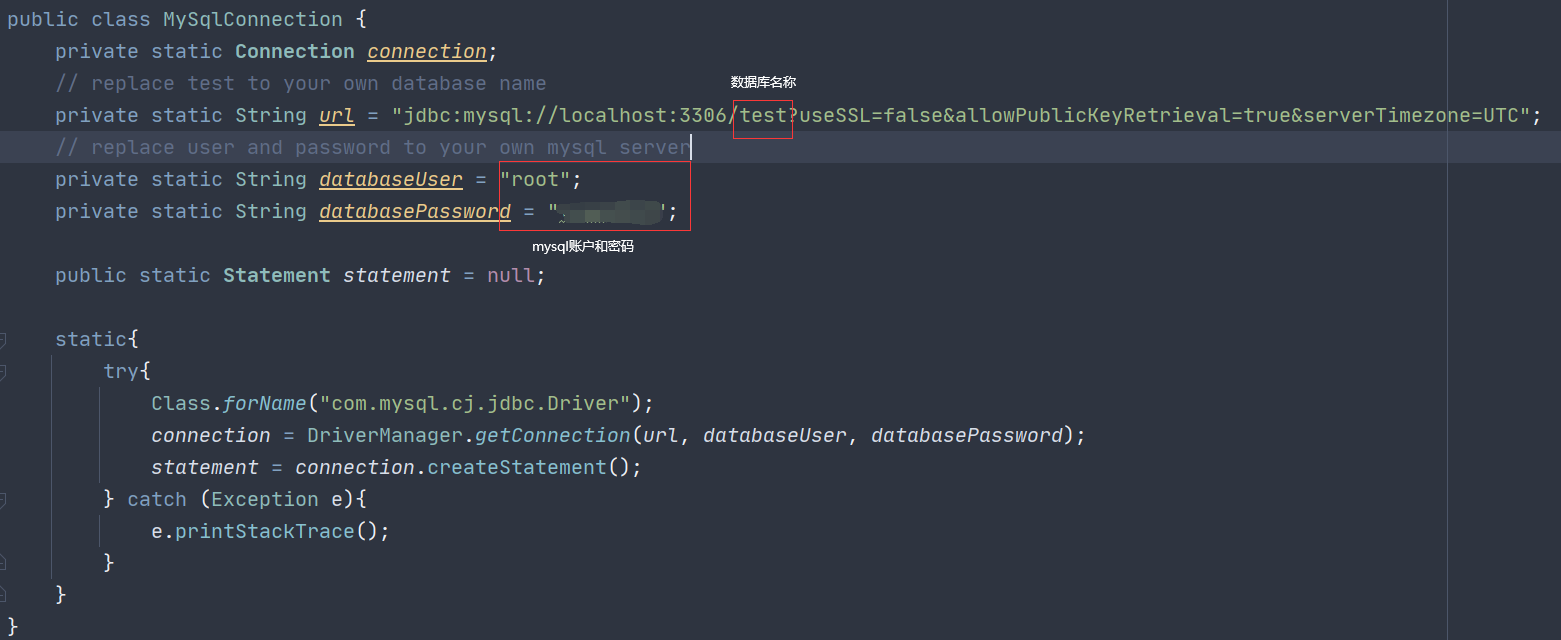 public class MySqlConnection {
private static Connection connection;
// replace test to your own database name
数据库名称
private static String url = "jdbc:mysql://localhost:3306/test?useSSL=false&allowPublicKeyRetrieval=true&serverTimezone=UTC";
// replace user and password to your own mysql server
private static String databaseUser = "root";
private static String databasePassword = "";
mysql账户和密码
public static Statement statement = null;
static{
try{
Class.forName("com.mysql.cj.jdbc.Driver");
connection = DriverManager.getConnection(url, databaseUser, databasePassword);
statement = connection.createStatement();
} catch (Exception e){
e.printStackTrace();
}
}
}